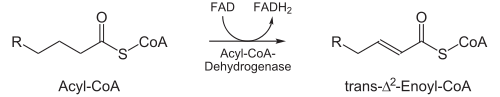 FAD FADH2
O O
R S CoA Acyl-CoA- R S CoA
Dehydrogenase
Acyl-CoA trans-Δ²-Enoyl-CoA